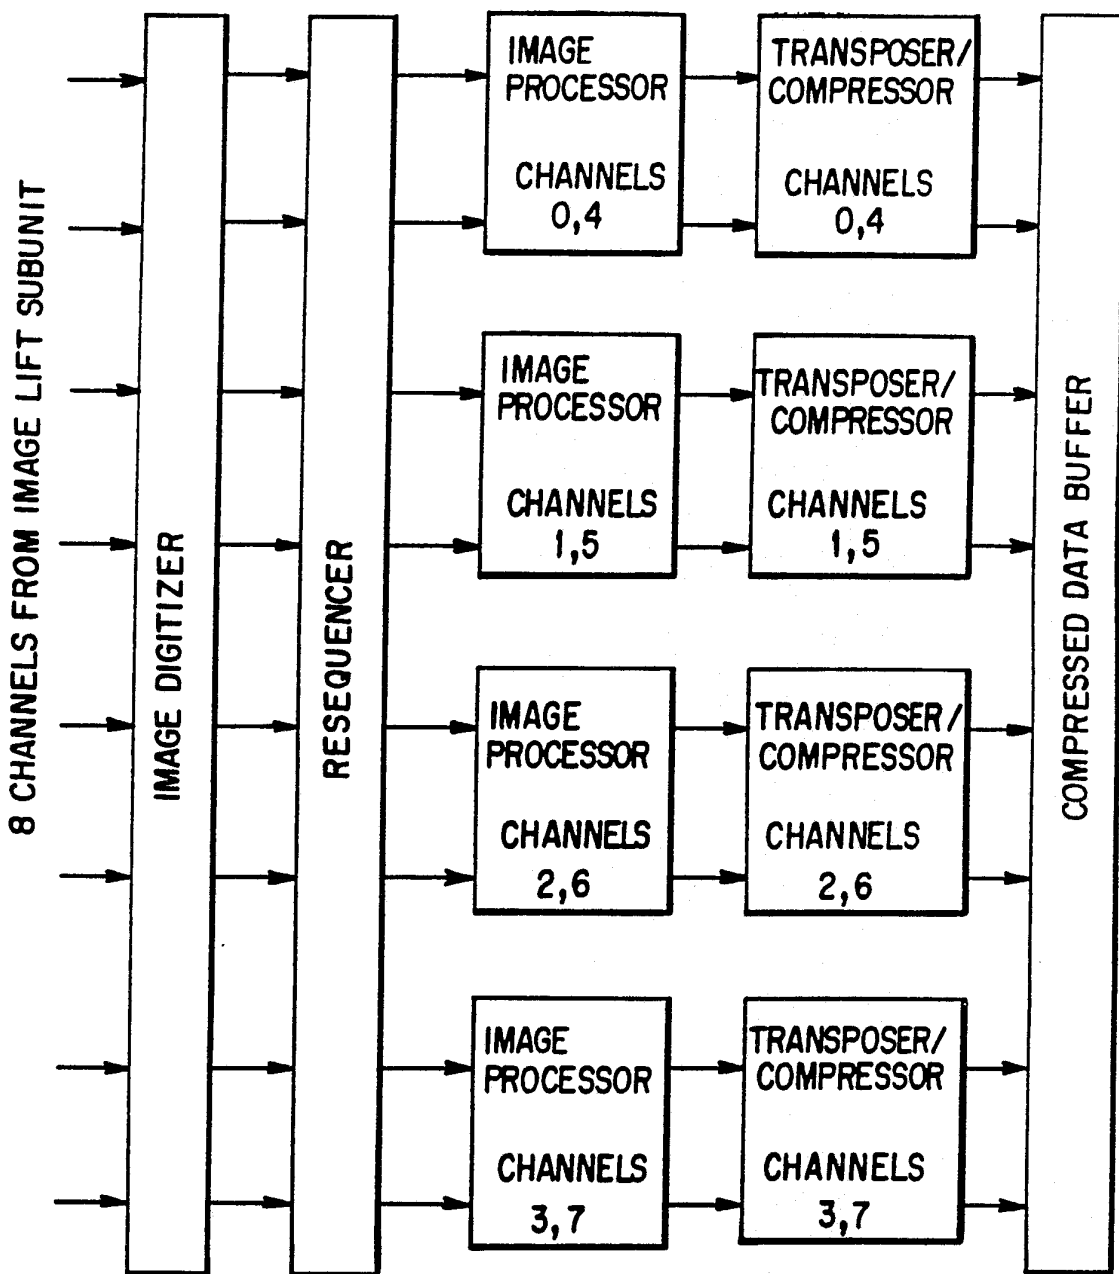 8 CHANNELS FROM IMAGE LIFT SUBUNIT
IMAGE DIGITIZER
RESEQUENCER
IMAGE
PROCESSOR
CHANNELS
0,4
TRANSPOSER/
COMPRESSOR
CHANNELS
0,4
IMAGE
PROCESSOR
CHANNELS
1,5
TRANSPOSER/
COMPRESSOR
CHANNELS
1,5
IMAGE
PROCESSOR
CHANNELS
2,6
TRANSPOSER/
COMPRESSOR
CHANNELS
2,6
IMAGE
PROCESSOR
CHANNELS
3,7
TRANSPOSER/
COMPRESSOR
CHANNELS
3,7
COMPRESSED DATA BUFFER